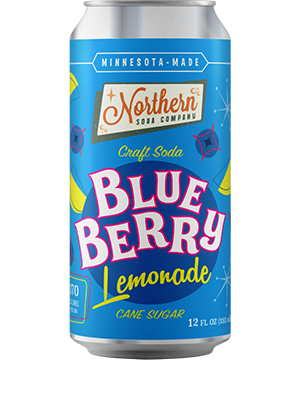 MINNESOTA-MADE
Northern
SODA COMPANY
Craft Soda
BLUE
BERRY
Lemonade
CANE SUGAR
12 FL OZ